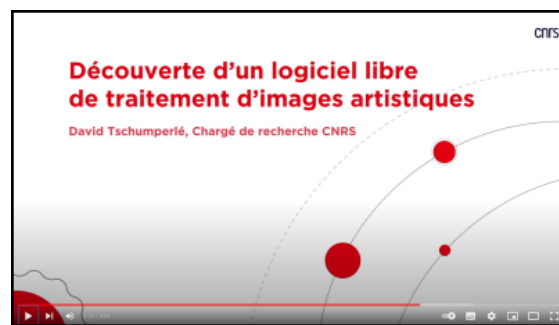 cnrs
Découverte d'un logiciel libre
de traitement d'images artistiques
David Tschumperlé, Chargé de recherche CNRS